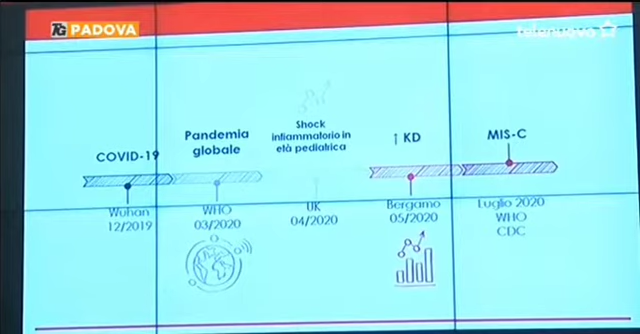 TG PADOVA
telenuovo
COVID-19
Wuhan
12/2019
Pandemia
globale
WHO
03/2020
Shock
infiammatorio in
età pediatrica
UK
04/2020
↑ KD
Bergamo
05/2020
MIS-C
Luglio 2020
WHO
CDC